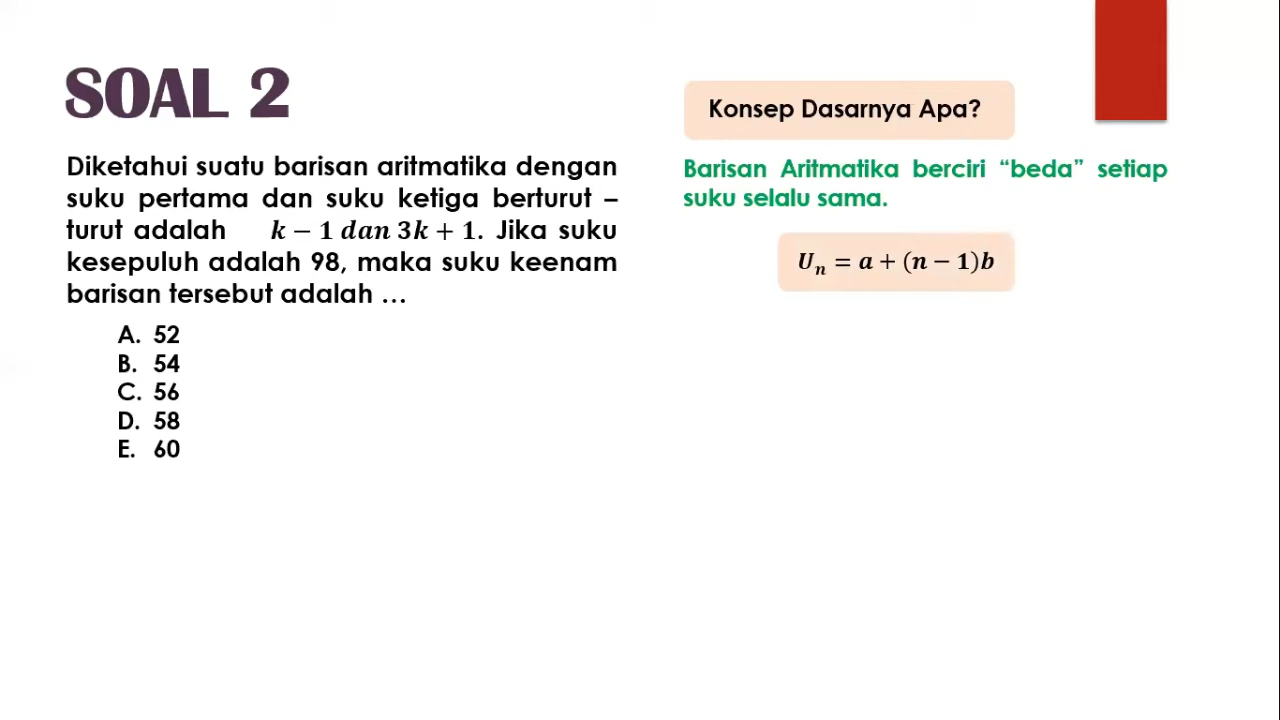 SOAL 2
Diketahui suatu barisan aritmatika dengan
suku pertama dan suku ketiga berturut –
turut adalah k − 1 dan 3k + 1. Jika suku
kesepuluh adalah 98, maka suku keenam
barisan tersebut adalah …
A. 52
B. 54
C. 56
D. 58
E. 60
Konsep Dasarnya Apa?
Barisan Aritmatika berciri “beda” setiap
suku selalu sama.
Uₙ = a + (n − 1)b